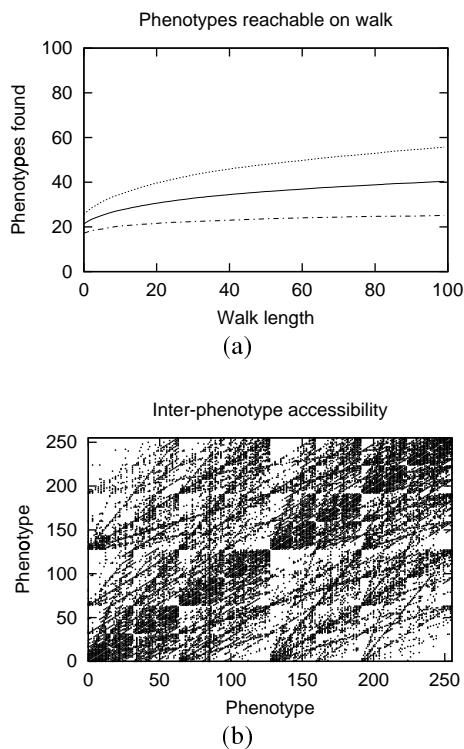 Phenotypes reachable on walk
100
80
60
40
20
0
Phenotypes found
0 20 40 60 80 100
Walk length
(a)
Inter-phenotype accessibility
250
200
150
100
50
0
Phenotype
0 50 100 150 200 250
Phenotype
(b)